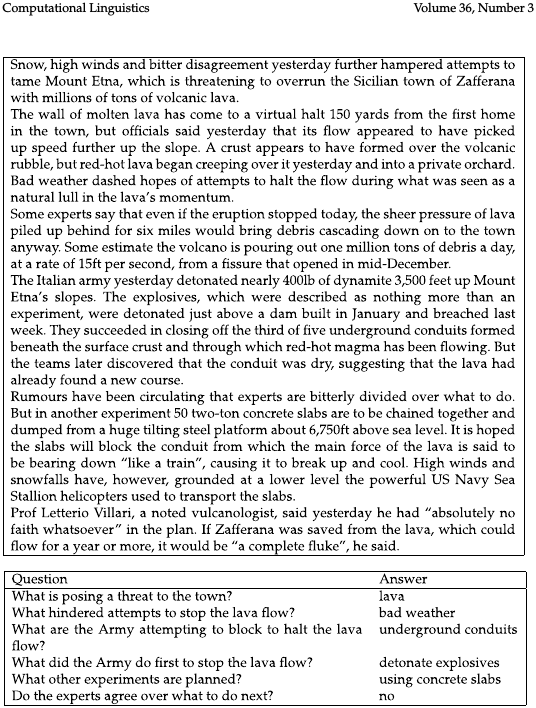 Computational Linguistics Volume 36, Number 3
Snow, high winds and bitter disagreement yesterday further hampered attempts to
tame Mount Etna, which is threatening to overrun the Sicilian town of Zafferana
with millions of tons of volcanic lava.
The wall of molten lava has come to a virtual halt 150 yards from the first home
in the town, but officials said yesterday that its flow appeared to have picked
up speed further up the slope. A crust appears to have formed over the volcanic
rubble, but red-hot lava began creeping over it yesterday and into a private orchard.
Bad weather dashed hopes of attempts to halt the flow during what was seen as a
natural lull in the lava's momentum.
Some experts say that even if the eruption stopped today, the sheer pressure of lava
piled up behind for six miles would bring debris cascading down on to the town
anyway. Some estimate the volcano is pouring out one million tons of debris a day,
at a rate of 15ft per second, from a fissure that opened in mid-December.
The Italian army yesterday detonated nearly 400lb of dynamite 3,500 feet up Mount
Etna's slopes. The explosives, which were described as nothing more than an
experiment, were detonated just above a dam built in January and breached last
week. They succeeded in closing off the third of five underground conduits formed
beneath the surface crust and through which red-hot magma has been flowing. But
the teams later discovered that the conduit was dry, suggesting that the lava had
already found a new course.
Rumours have been circulating that experts are bitterly divided over what to do.
But in another experiment 50 two-ton concrete slabs are to be chained together and
dumped from a huge tilting steel platform about 6,750ft above sea level. It is hoped
the slabs will block the conduit from which the main force of the lava is said to
be bearing down “like a train”, causing it to break up and cool. High winds and
snowfalls have, however, grounded at a lower level the powerful US Navy Sea
Stallion helicopters used to transport the slabs.
Prof Letterio Villari, a noted vulcanologist, said yesterday he had “absolutely no
faith whatsoever” in the plan. If Zafferana was saved from the lava, which could
flow for a year or more, it would be “a complete fluke”, he said.
Question Answer
What is posing a threat to the town? lava
What hindered attempts to stop the lava flow? bad weather
What are the Army attempting to block to halt the lava underground conduits
flow?
What did the Army do first to stop the lava flow? detonate explosives
What other experiments are planned? using concrete slabs
Do the experts agree over what to do next? no